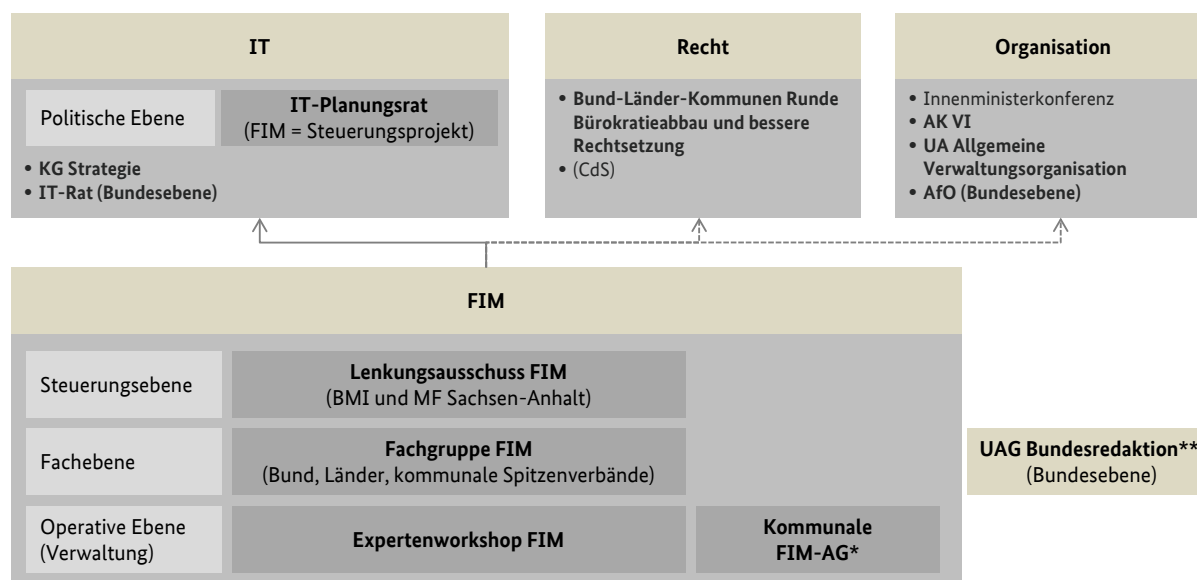 IT
Politische Ebene
IT-Planungsrat
(FIM = Steuerungsprojekt)
• KG Strategie
• IT-Rat (Bundesebene)
Recht
• Bund-Länder-Kommunen Runde
Bürokratieabbau und bessere
Rechtsetzung
• (CdS)
Organisation
• Innenministerkonferenz
• AK VI
• UA Allgemeine
Verwaltungsorganisation
• AfO (Bundesebene)
FIM
Steuerungsebene
Lenkungsausschuss FIM
(BMI und MF Sachsen-Anhalt)
Fachebene
Fachgruppe FIM
(Bund, Länder, kommunale Spitzenverbände)
UAG Bundesredaktion**
(Bundesebene)
Operative Ebene
(Verwaltung)
Expertenworkshop FIM
Kommunale
FIM-AG*